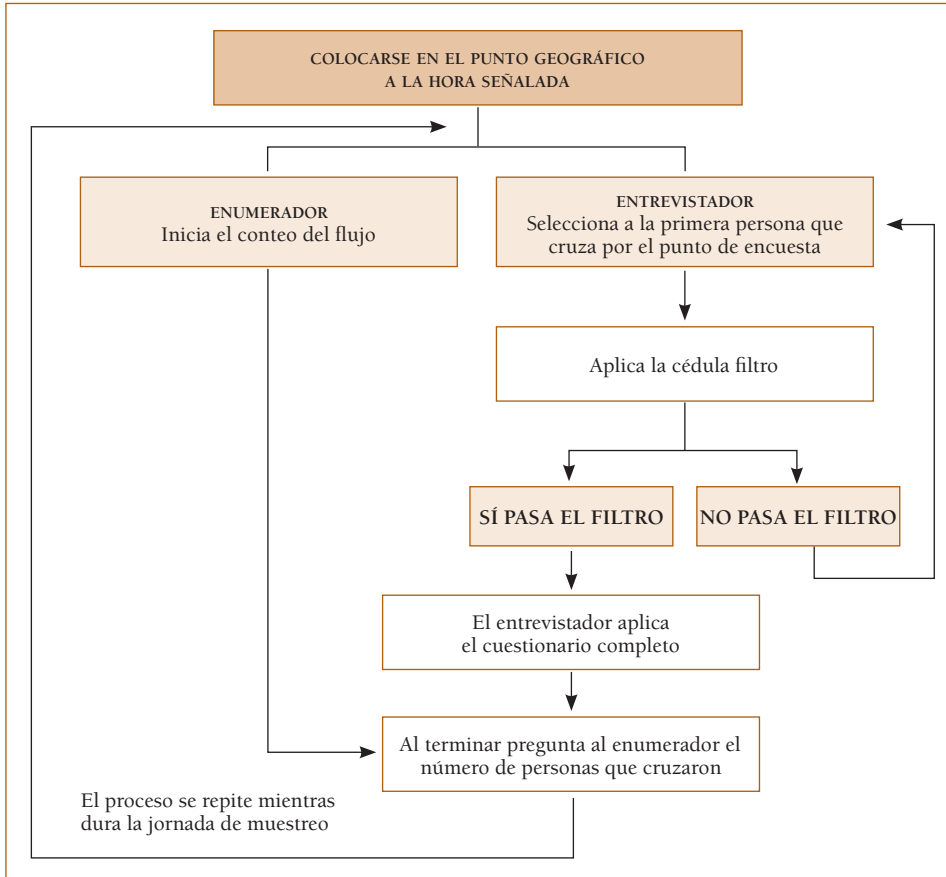 COLOCARSE EN EL PUNTO GEOGRÁFICO
A LA HORA SEÑALADA
ENUMERADOR
Inicia el conteo del flujo
ENTREVISTADOR
Selecciona a la primera persona que
cruza por el punto de encuesta
Aplica la cédula filtro
SÍ PASA EL FILTRO
NO PASA EL FILTRO
El entrevistador aplica
el cuestionario completo
Al terminar pregunta al enumerador el
número de personas que cruzaron
El proceso se repite mientras
dura la jornada de muestreo